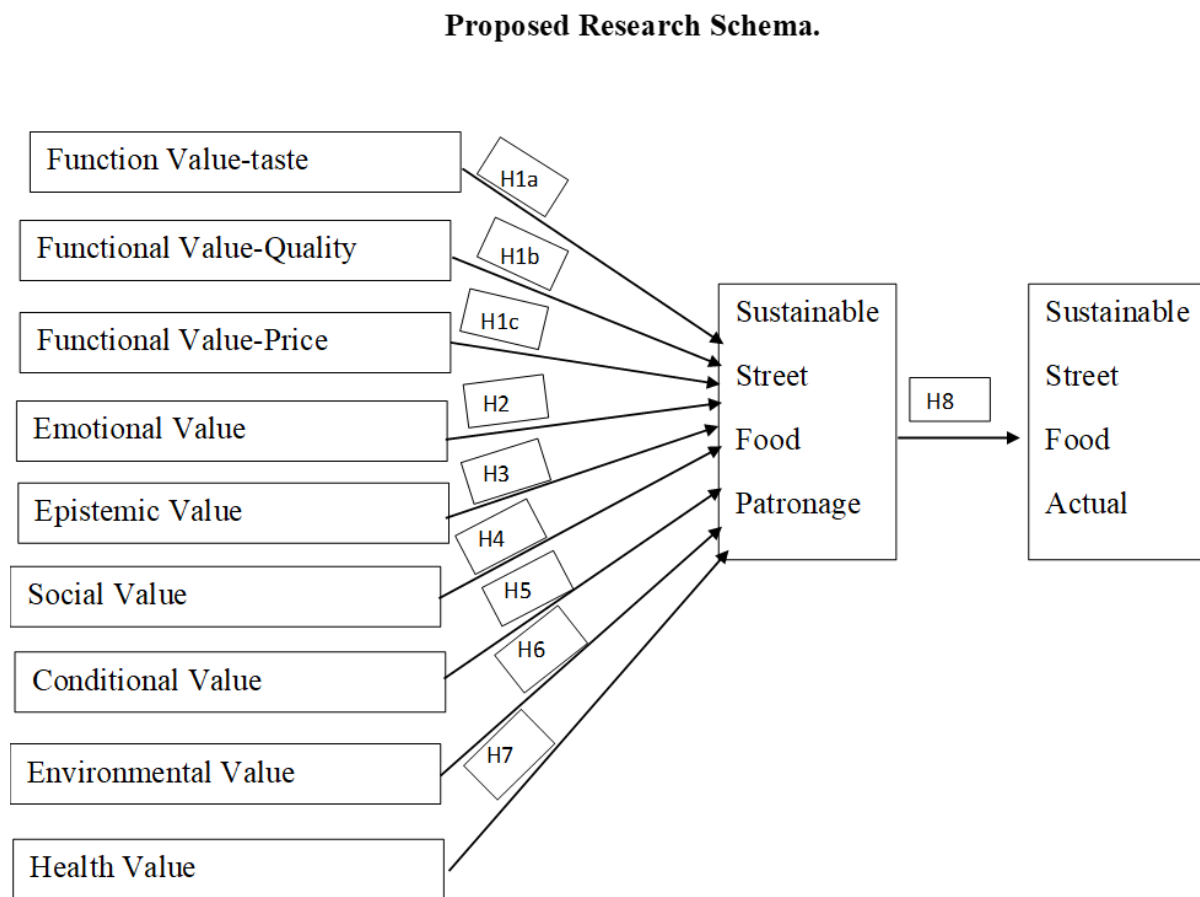 Proposed Research Schema.
Function Value-taste
H1a
Functional Value-Quality
H1b
Functional Value-Price
H1c
Emotional Value
H2
Epistemic Value
H3
Social Value
H4
Conditional Value
H5
Environmental Value
H6
Health Value
H7
Sustainable
Street
Food
Patronage
H8
Sustainable
Street
Food
Actual